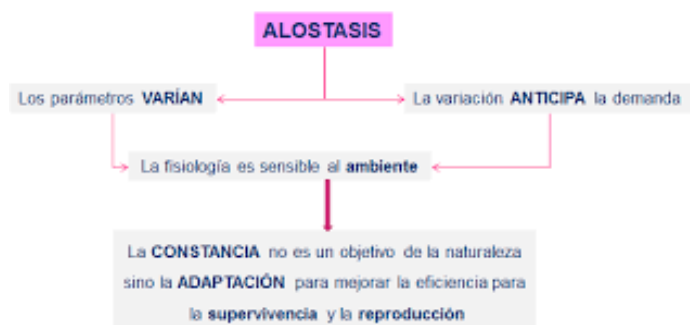 ALOSTASIS
Los parámetros VARÍAN
La variación ANTICIPA la demanda
La fisiología es sensible al ambiente
La CONSTANCIA no es un objetivo de la naturaleza
sino la ADAPTACIÓN para mejorar la eficiencia para
la supervivencia y la reproducción